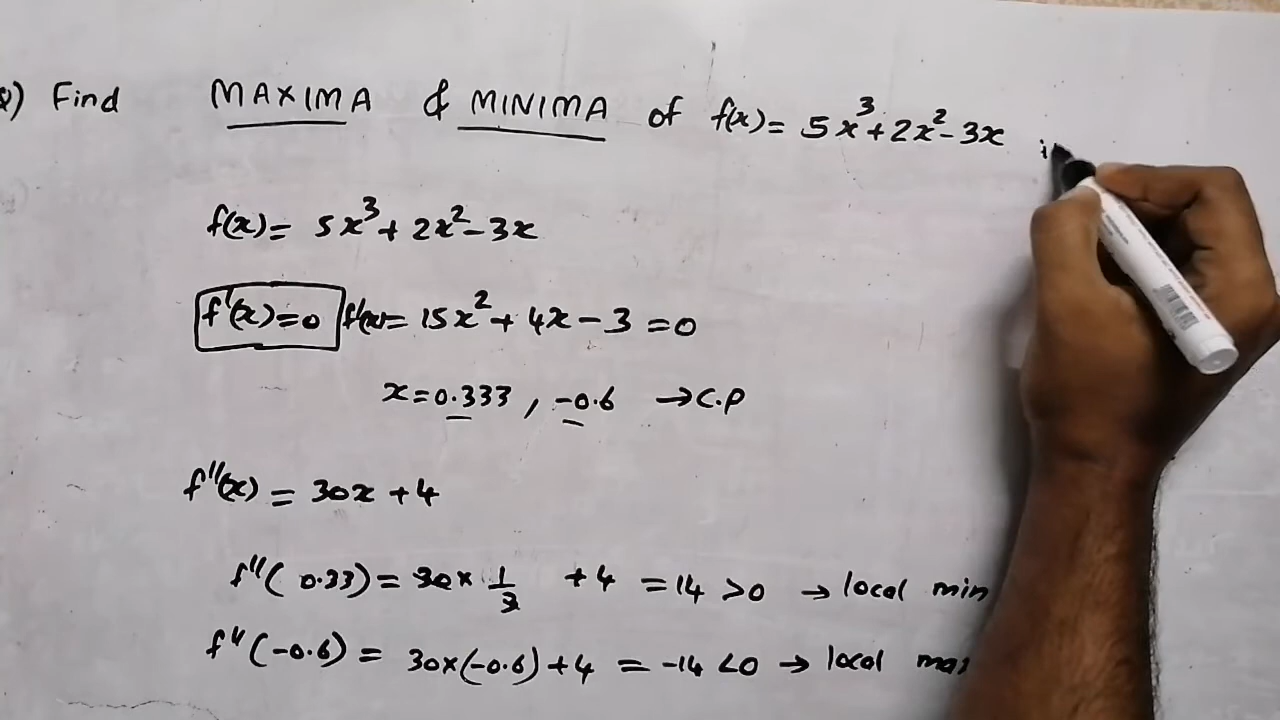 Q) Find MAXIMA & MINIMA of f(x)= 5x³+2x²-3x
f(x)= 5x³+2x²-3x
f'(x)=0 f'(x)= 15x²+4x-3=0
x=0.333, -0.6 →C.P
f''(x) = 30x+4
f''(0.33)= 30× 1/3 +4 =14>0 → local min
f''(-0.6) = 30×(-0.6)+4 = -14<0 → local max